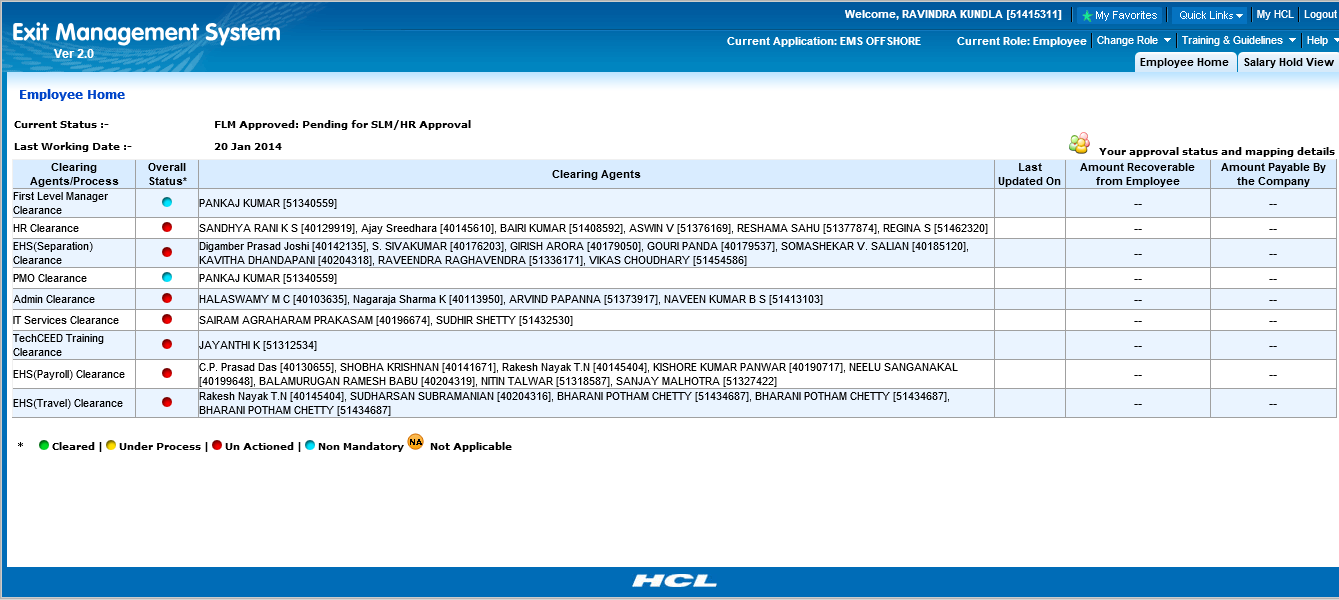 Exit Management System
Ver 2.0
Welcome, RAVINDRA KUNDLA [51415311] | My Favorites | Quick Links | My HCL | Logout
Current Application: EMS OFFSHORE Current Role: Employee | Change Role | Training & Guidelines | Help
Employee Home Salary Hold View
Employee Home
Current Status :- FLM Approved: Pending for SLM/HR Approval
Last Working Date :- 20 Jan 2014
Your approval status and mapping details
Clearing Overall Clearing Agents Last Amount Recoverable Amount Payable By
Agents/Process Status* Updated On from Employee the Company
First Level Manager
Clearance PANKAJ KUMAR [51340559] -- --
HR Clearance SANDHYA RANI K S [40129919], Ajay Sreedhara [40145610], BAIRI KUMAR [51408592], ASWIN V [51376169], RESHAMA SAHU [51377874], REGINA S [51462320] -- --
EHS(Separation) Digamber Prasad Joshi [40142135], S. SIVAKUMAR [40176203], GIRISH ARORA [40179050], GOURI PANDA [40179537], SOMASHEKAR V. SALIAN [40185120],
Clearance KAVITHA DHANDAPANI [40204318], RAVEENDRA RAGHAVENDRA [51336171], VIKAS CHOUDHARY [51454586] -- --
PMO Clearance PANKAJ KUMAR [51340559] -- --
Admin Clearance HALASWAMY M C [40103635], Nagaraja Sharma K [40113950], ARVIND PAPANNA [51373917], NAVEEN KUMAR B S [51413103] -- --
IT Services Clearance SAIRAM AGRAHARAM PRAKASAM [40196674], SUDHIR SHETTY [51432530] -- --
TechCEED Training
Clearance JAYANTHI K [51312534] -- --
EHS(Payroll) Clearance C.P. Prasad Das [40130655], SHOBHA KRISHNAN [40141671], Rakesh Nayak T.N [40145404], KISHORE KUMAR PANWAR [40190717], NEELU SANGANAKAL
[40199648], BALAMURUGAN RAMESH BABU [40204319], NITIN TALWAR [51318587], SANJAY MALHOTRA [51327422] -- --
EHS(Travel) Clearance Rakesh Nayak T.N [40145404], SUDHARSAN SUBRAMANIAN [40204316], BHARANI POTHAM CHETTY [51434687], BHARANI POTHAM CHETTY [51434687],
BHARANI POTHAM CHETTY [51434687] -- --
* Cleared | Under Process | Un Actioned | Non Mandatory NA Not Applicable
HCL